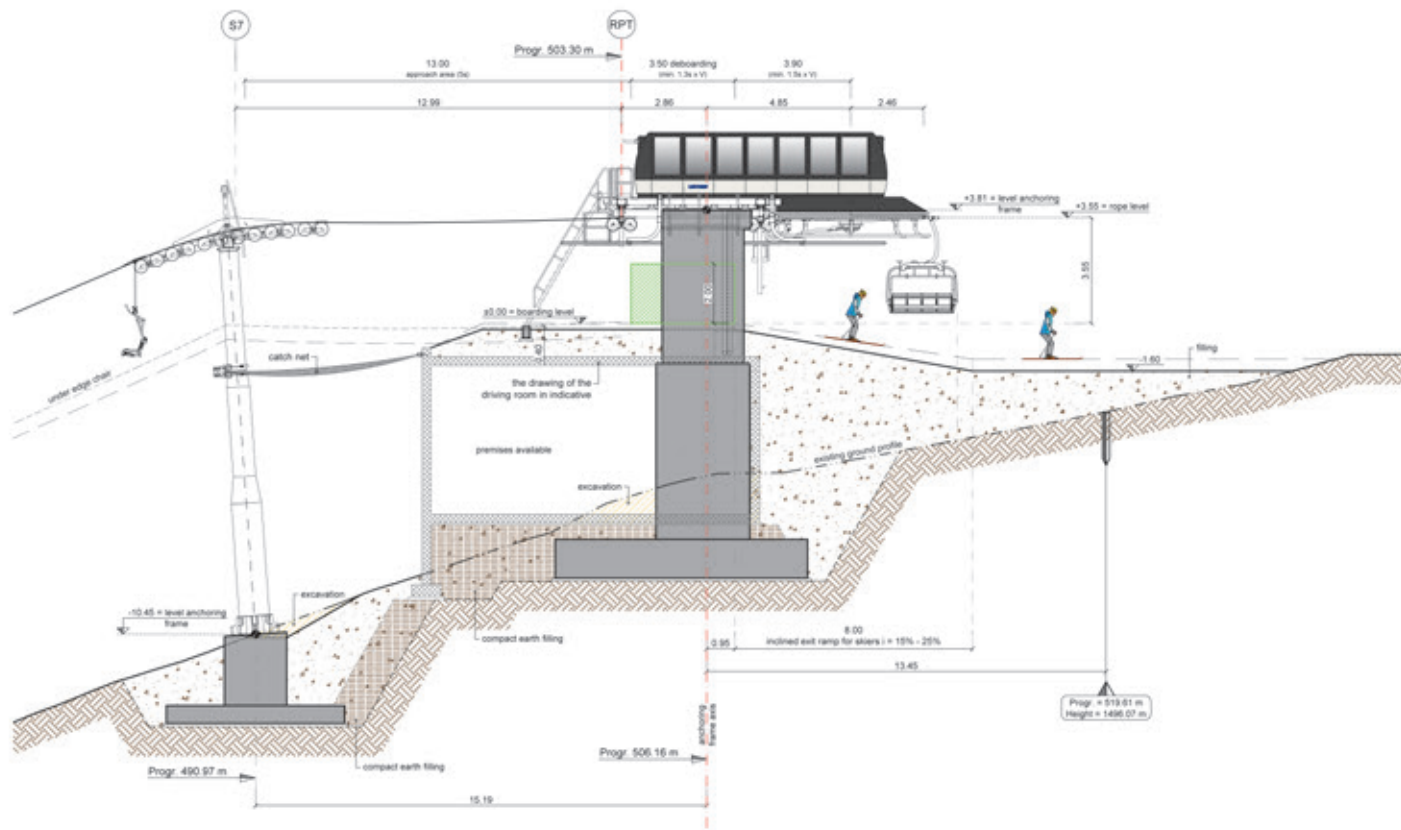 S7
RPT
Progr. 503.30 m
13.00
approach area (5s)
3.50 deboarding
(min. 1.3s x V)
3.90
(min. 1.5s x V)
12.99
2.86
4.85
2.46
+3.81 = level anchoring
frame
+3.55 = rope level
3.55
2.00
±0.00 = boarding level
.40
catch net
under edge chair
the drawing of the
driving room in indicative
-1.60
filling
premises available
existing ground profile
excavation
excavation
-10.45 = level anchoring
frame
compact earth filling
0.95
8.00
inclined exit ramp for skiers i = 15% - 25%
13.45
Progr. = 519.61 m
Height = 1496.07 m
anchoring
frame axis
Progr. 506.16 m
compact earth filling
Progr. 490.97 m
15.19